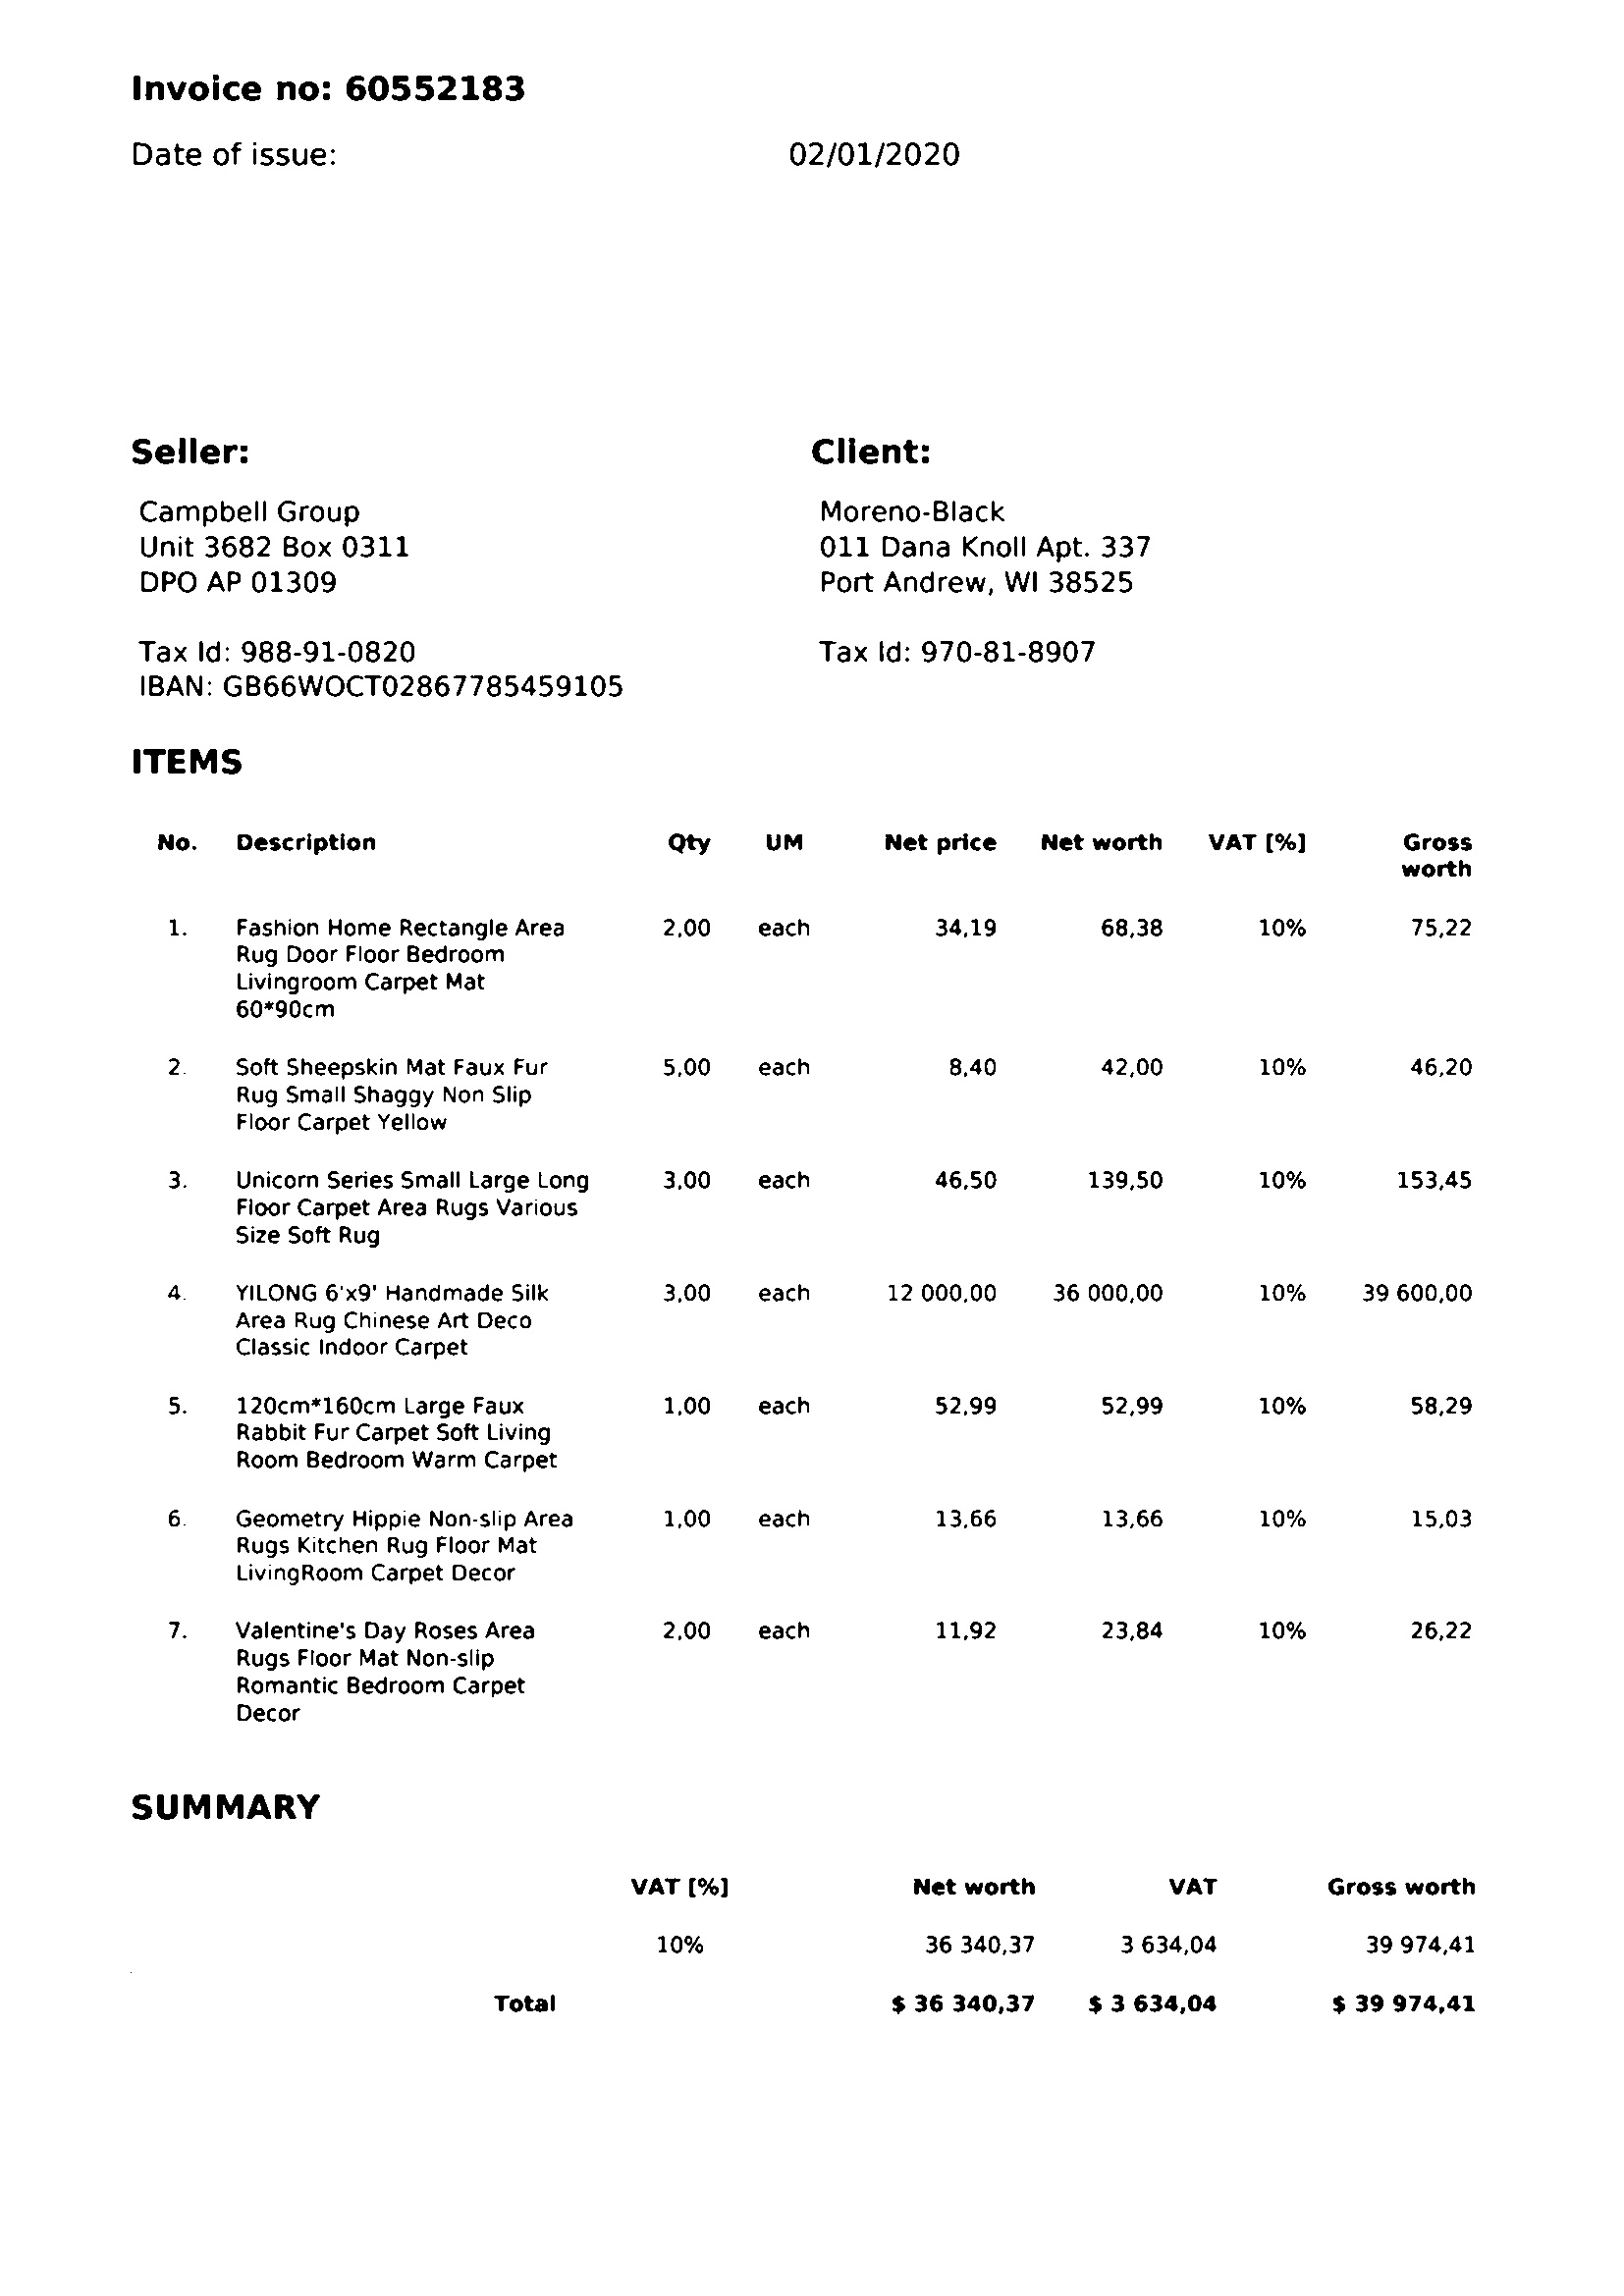 Invoice no: 60552183
Date of issue: 02/01/2020
Seller:
Campbell Group
Unit 3682 Box 0311
DPO AP 01309
Tax Id: 988-91-0820
IBAN: GB66WOCT02867785459105
Client:
Moreno-Black
011 Dana Knoll Apt. 337
Port Andrew, WI 38525
Tax Id: 970-81-8907
ITEMS
No. Description Qty UM Net price Net worth VAT [%] Gross
worth
1. Fashion Home Rectangle Area 2,00 each 34,19 68,38 10% 75,22
Rug Door Floor Bedroom
Livingroom Carpet Mat
60*90cm
2. Soft Sheepskin Mat Faux Fur 5,00 each 8,40 42,00 10% 46,20
Rug Small Shaggy Non Slip
Floor Carpet Yellow
3. Unicorn Series Small Large Long 3,00 each 46,50 139,50 10% 153,45
Floor Carpet Area Rugs Various
Size Soft Rug
4. YILONG 6'x9' Handmade Silk 3,00 each 12 000,00 36 000,00 10% 39 600,00
Area Rug Chinese Art Deco
Classic Indoor Carpet
5. 120cm*160cm Large Faux 1,00 each 52,99 52,99 10% 58,29
Rabbit Fur Carpet Soft Living
Room Bedroom Warm Carpet
6. Geometry Hippie Non-slip Area 1,00 each 13,66 13,66 10% 15,03
Rugs Kitchen Rug Floor Mat
LivingRoom Carpet Decor
7. Valentine's Day Roses Area 2,00 each 11,92 23,84 10% 26,22
Rugs Floor Mat Non-slip
Romantic Bedroom Carpet
Decor
SUMMARY
VAT [%] Net worth VAT Gross worth
10% 36 340,37 3 634,04 39 974,41
Total $ 36 340,37 $ 3 634,04 $ 39 974,41